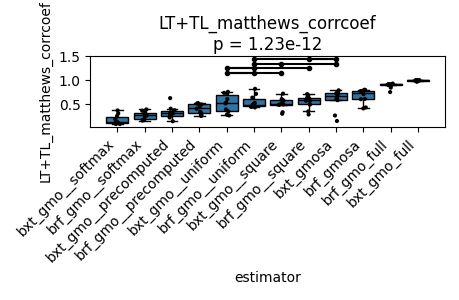 LT+TL_matthews_corrcoef
p = 1.23e-12
LT+TL_matthews_corrcoef
1.5
1.0
0.5
bxt_gmo__softmax
brf_gmo__softmax
bxt_gmo__precomputed
brf_gmo__precomputed
bxt_gmo__uniform
brf_gmo__uniform
bxt_gmo__square
brf_gmo__square
bxt_gmosa
brf_gmosa
brf_gmo_full
bxt_gmo_full
estimator